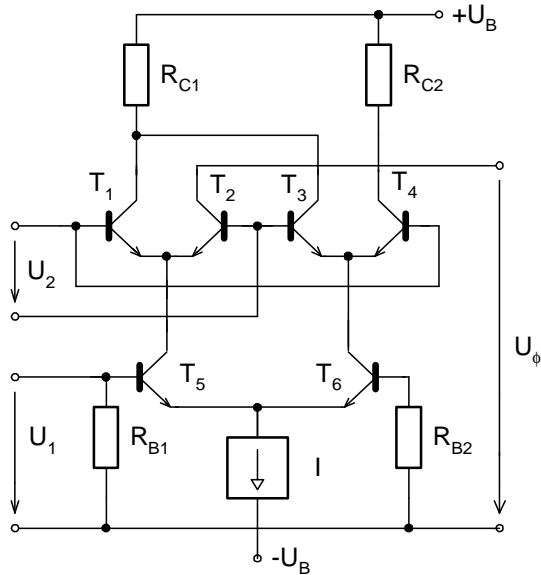 +U_B
R_C1
R_C2
T_1
T_2
T_3
T_4
U_2
U_ϕ
T_5
T_6
U_1
R_B1
I
R_B2
-U_B